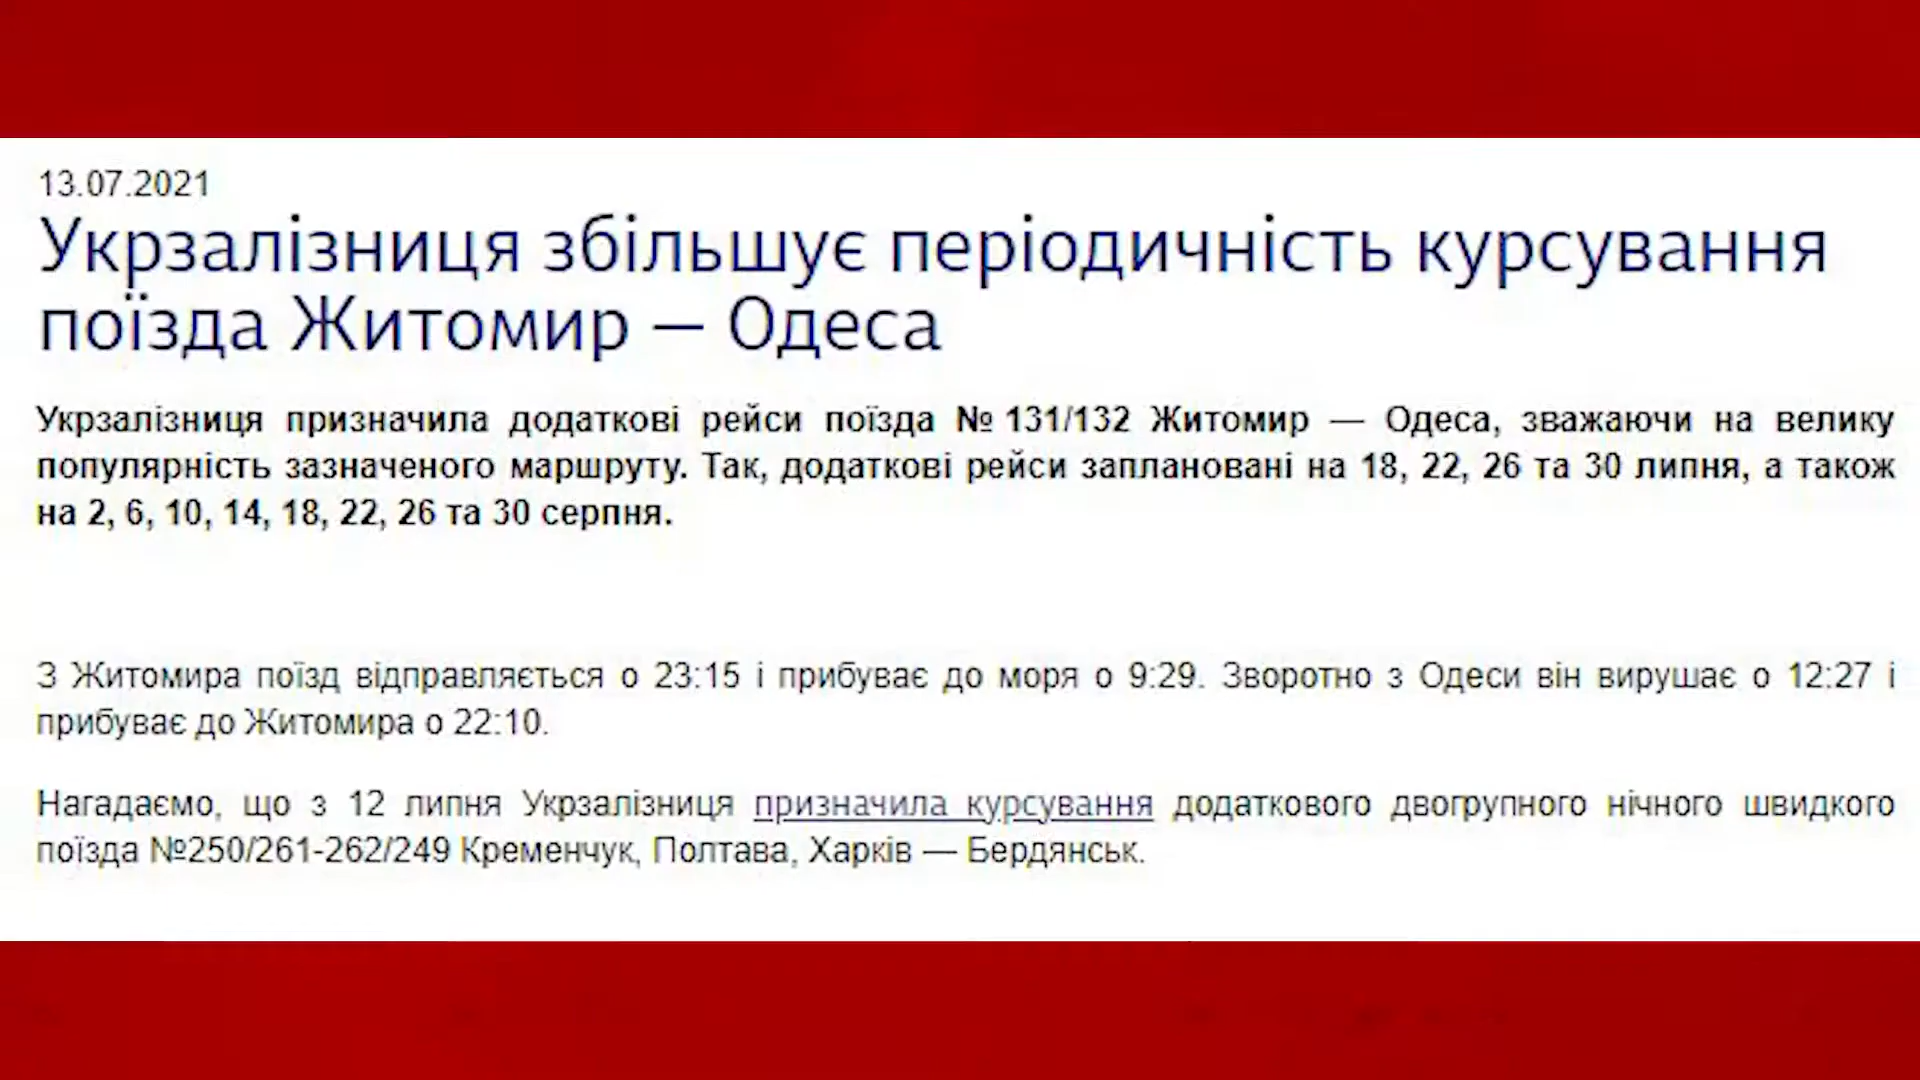 13.07.2021
Укрзалізниця збільшує періодичність курсування
поїзда Житомир — Одеса
Укрзалізниця призначила додаткові рейси поїзда № 131/132 Житомир — Одеса, зважаючи на велику
популярність зазначеного маршруту. Так, додаткові рейси заплановані на 18, 22, 26 та 30 липня, а також
на 2, 6, 10, 14, 18, 22, 26 та 30 серпня.
З Житомира поїзд відправляється о 23:15 і прибуває до моря о 9:29. Зворотно з Одеси він вирушає о 12:27 і
прибуває до Житомира о 22:10.
Нагадаємо, що з 12 липня Укрзалізниця призначила курсування додаткового двогрупного нічного швидкого
поїзда №250/261-262/249 Кременчук, Полтава, Харків — Бердянськ.